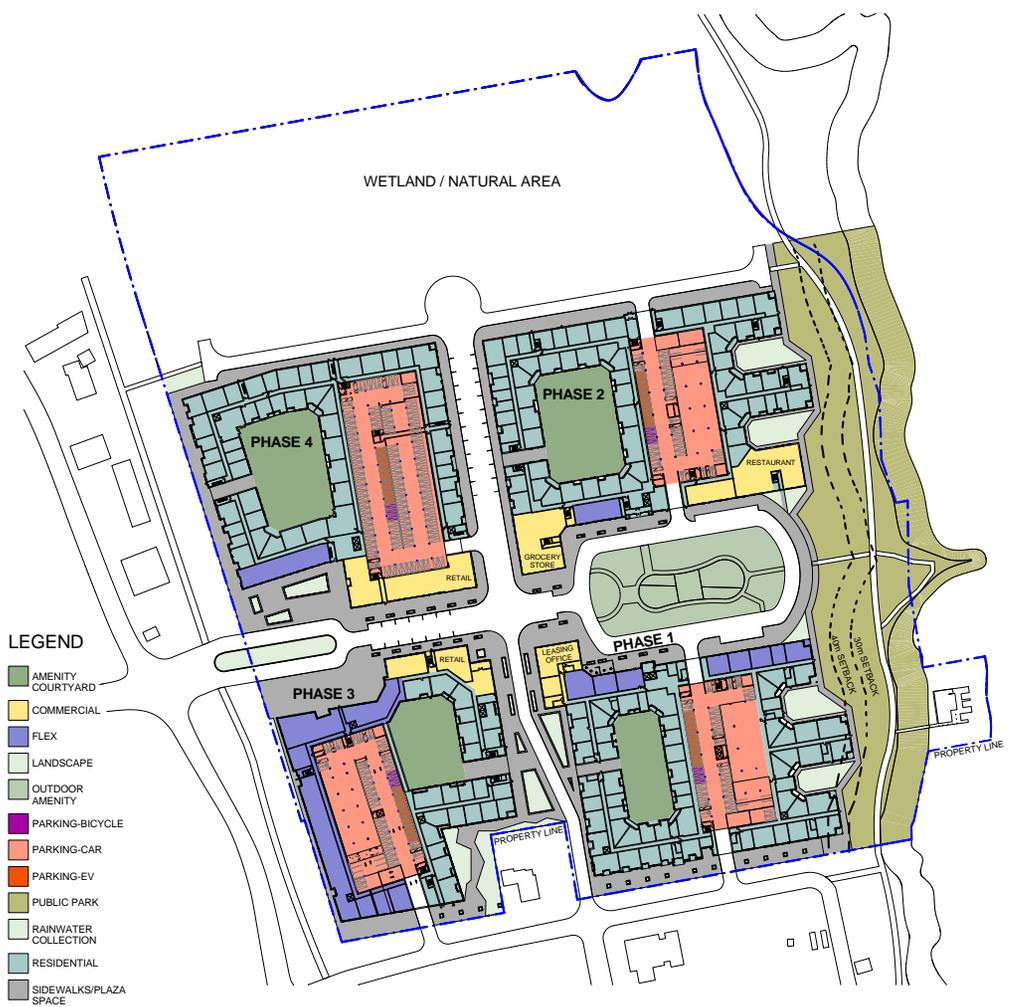 WETLAND / NATURAL AREA
PHASE 2
PHASE 4
RESTAURANT
GROCERY
STORE
RETAIL
PHASE 1
LEASING
OFFICE
RETAIL
40m SETBACK
30m SETBACK
PHASE 3
PROPERTY LINE
PROPERTY LINE
LEGEND
AMENITY
COURTYARD
COMMERCIAL
FLEX
LANDSCAPE
OUTDOOR
AMENITY
PARKING-BICYCLE
PARKING-CAR
PARKING-EV
PUBLIC PARK
RAINWATER
COLLECTION
RESIDENTIAL
SIDEWALKS/PLAZA
SPACE